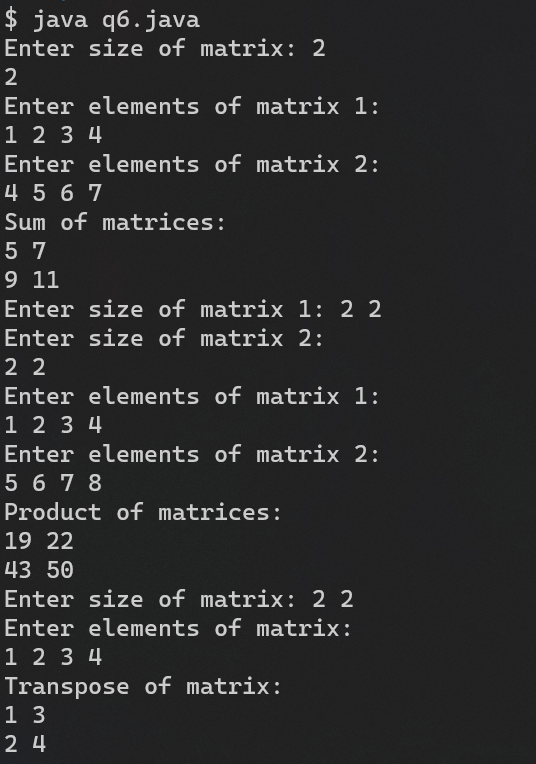 $ java q6.java
Enter size of matrix: 2
2
Enter elements of matrix 1:
1 2 3 4
Enter elements of matrix 2:
4 5 6 7
Sum of matrices:
5 7
9 11
Enter size of matrix 1: 2 2
Enter size of matrix 2:
2 2
Enter elements of matrix 1:
1 2 3 4
Enter elements of matrix 2:
5 6 7 8
Product of matrices:
19 22
43 50
Enter size of matrix: 2 2
Enter elements of matrix:
1 2 3 4
Transpose of matrix:
1 3
2 4